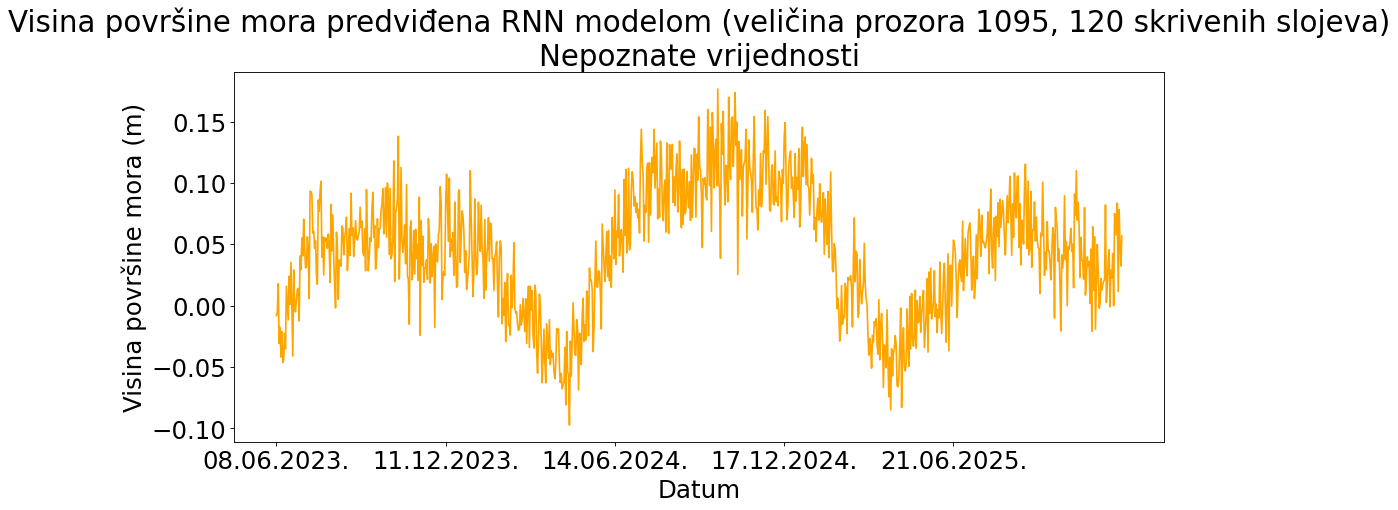 Visina površine mora predviđena RNN modelom (veličina prozora 1095, 120 skrivenih slojeva)
Nepoznate vrijednosti
Visina površine mora (m)
0.15
0.10
0.05
0.00
−0.05
−0.10
08.06.2023. 11.12.2023. 14.06.2024. 17.12.2024. 21.06.2025.
Datum